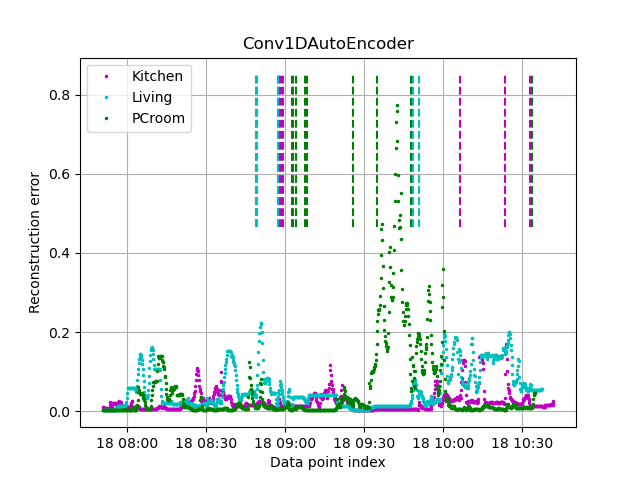 Conv1DAutoEncoder
Kitchen
Living
PCroom
0.8
0.6
0.4
0.2
0.0
Reconstruction error
18 08:00 18 08:30 18 09:00 18 09:30 18 10:00 18 10:30
Data point index